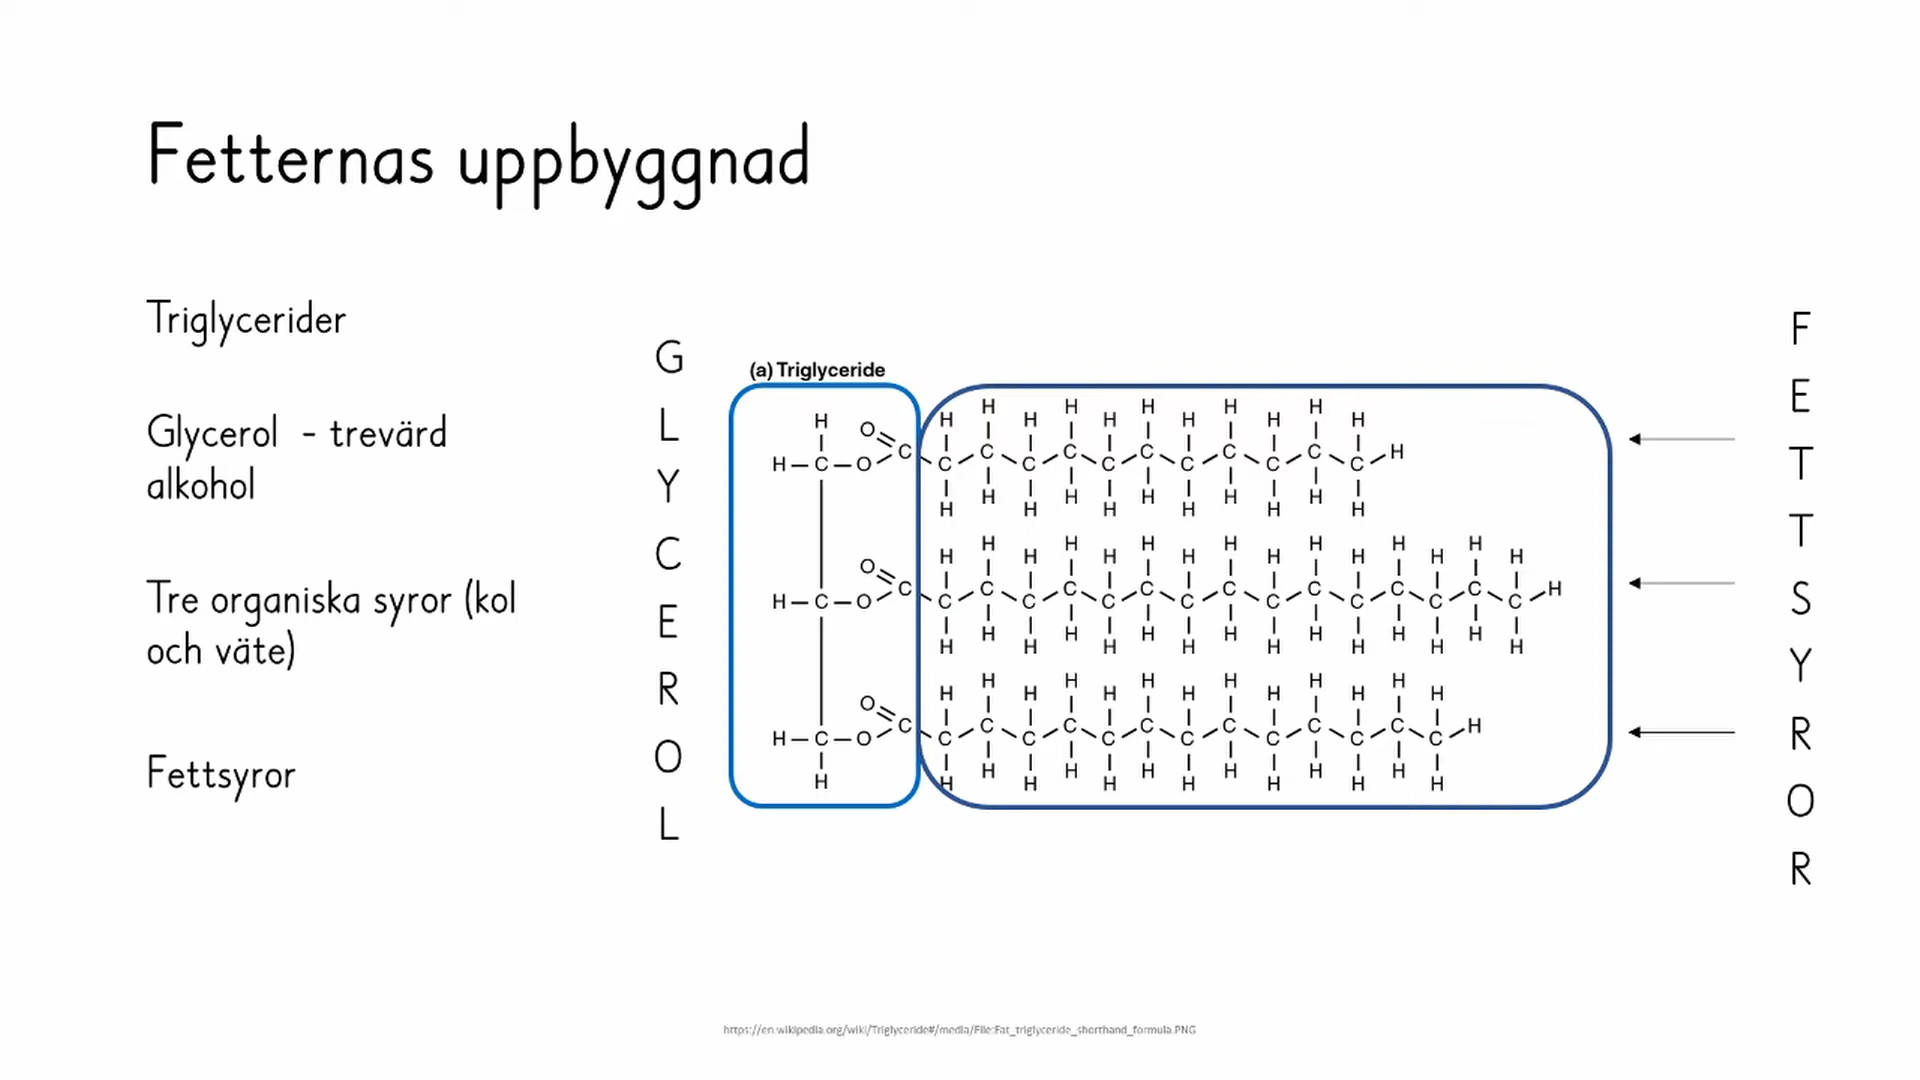 Fetternas uppbyggnad
Triglycerider
Glycerol - trevärd
alkohol
Tre organiska syror (kol
och väte)
Fettsyror
G
L
Y
C
E
R
O
L
(a) Triglyceride
H H H H H
H H H H H H H
O
C C C C C C H
H C O C C C C C C
H H H H H
H H H H H H
H H H H H H H
O H H H H H H H H
C C C C C C C C H
H C O C C C C C C C C
H H H H H H H
H H H H H H H H
H H H H H H
O H H H H H H H
C C C C C C C H
H C O C C C C C C C
H H H H H H
H H H H H H H H
F
E
T
T
S
Y
R
O
R
https://en.wikipedia.org/wiki/Triglyceride#/media/File:Fat_triglyceride_shorthand_formula.PNG